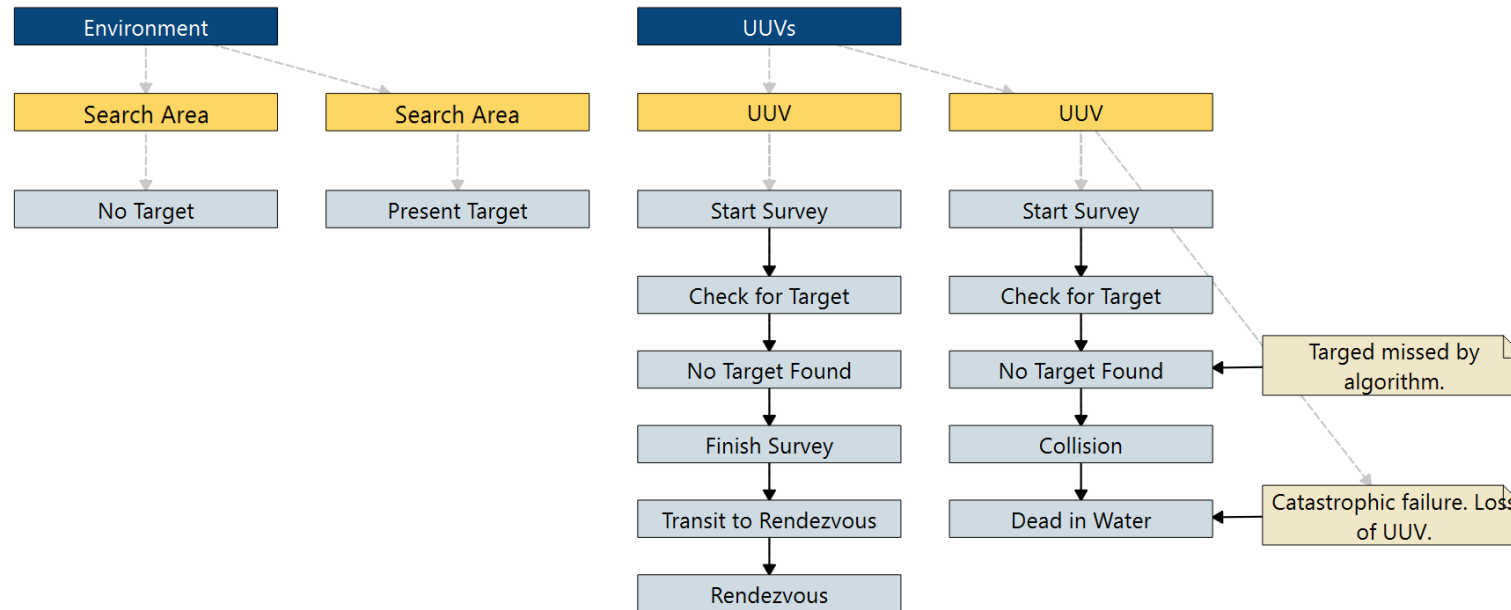 Environment
UUVs
Search Area
Search Area
UUV
UUV
No Target
Present Target
Start Survey
Start Survey
Check for Target
Check for Target
No Target Found
No Target Found
Targed missed by
algorithm.
Finish Survey
Collision
Transit to Rendezvous
Dead in Water
Catastrophic failure. Loss
of UUV.
Rendezvous